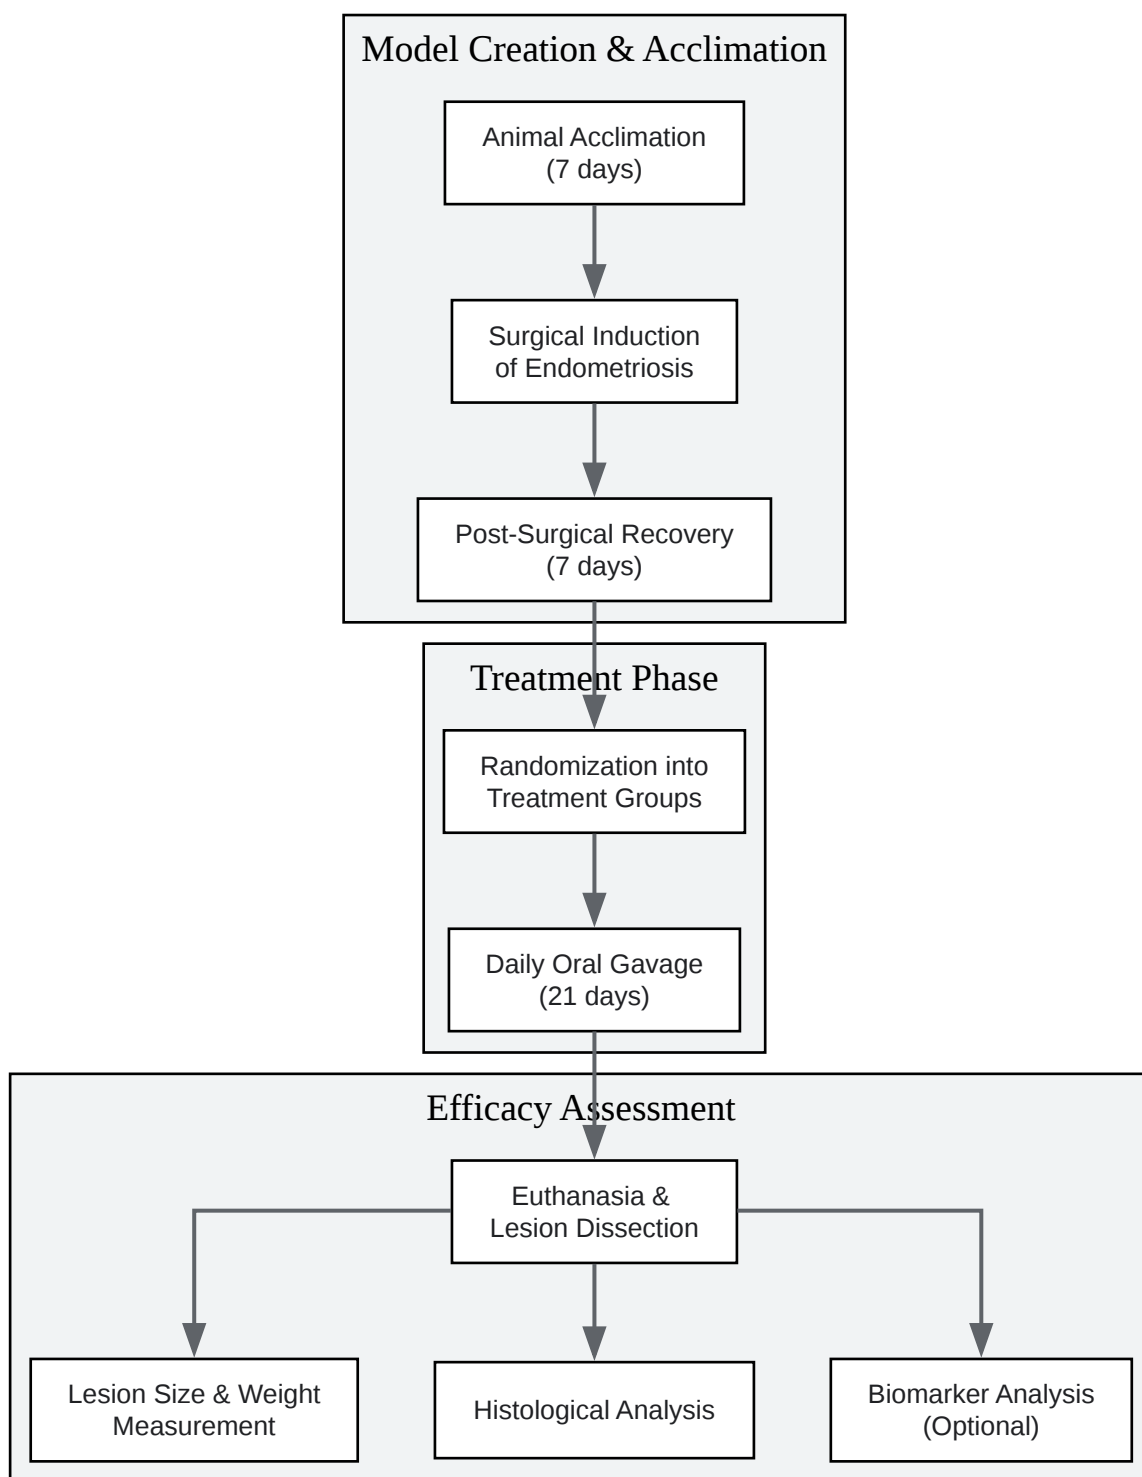 Model Creation & Acclimation
Animal Acclimation
(7 days)
Surgical Induction
of Endometriosis
Post-Surgical Recovery
(7 days)
Treatment Phase
Randomization into
Treatment Groups
Daily Oral Gavage
(21 days)
Efficacy Assessment
Euthanasia &
Lesion Dissection
Lesion Size & Weight
Measurement
Histological Analysis
Biomarker Analysis
(Optional)